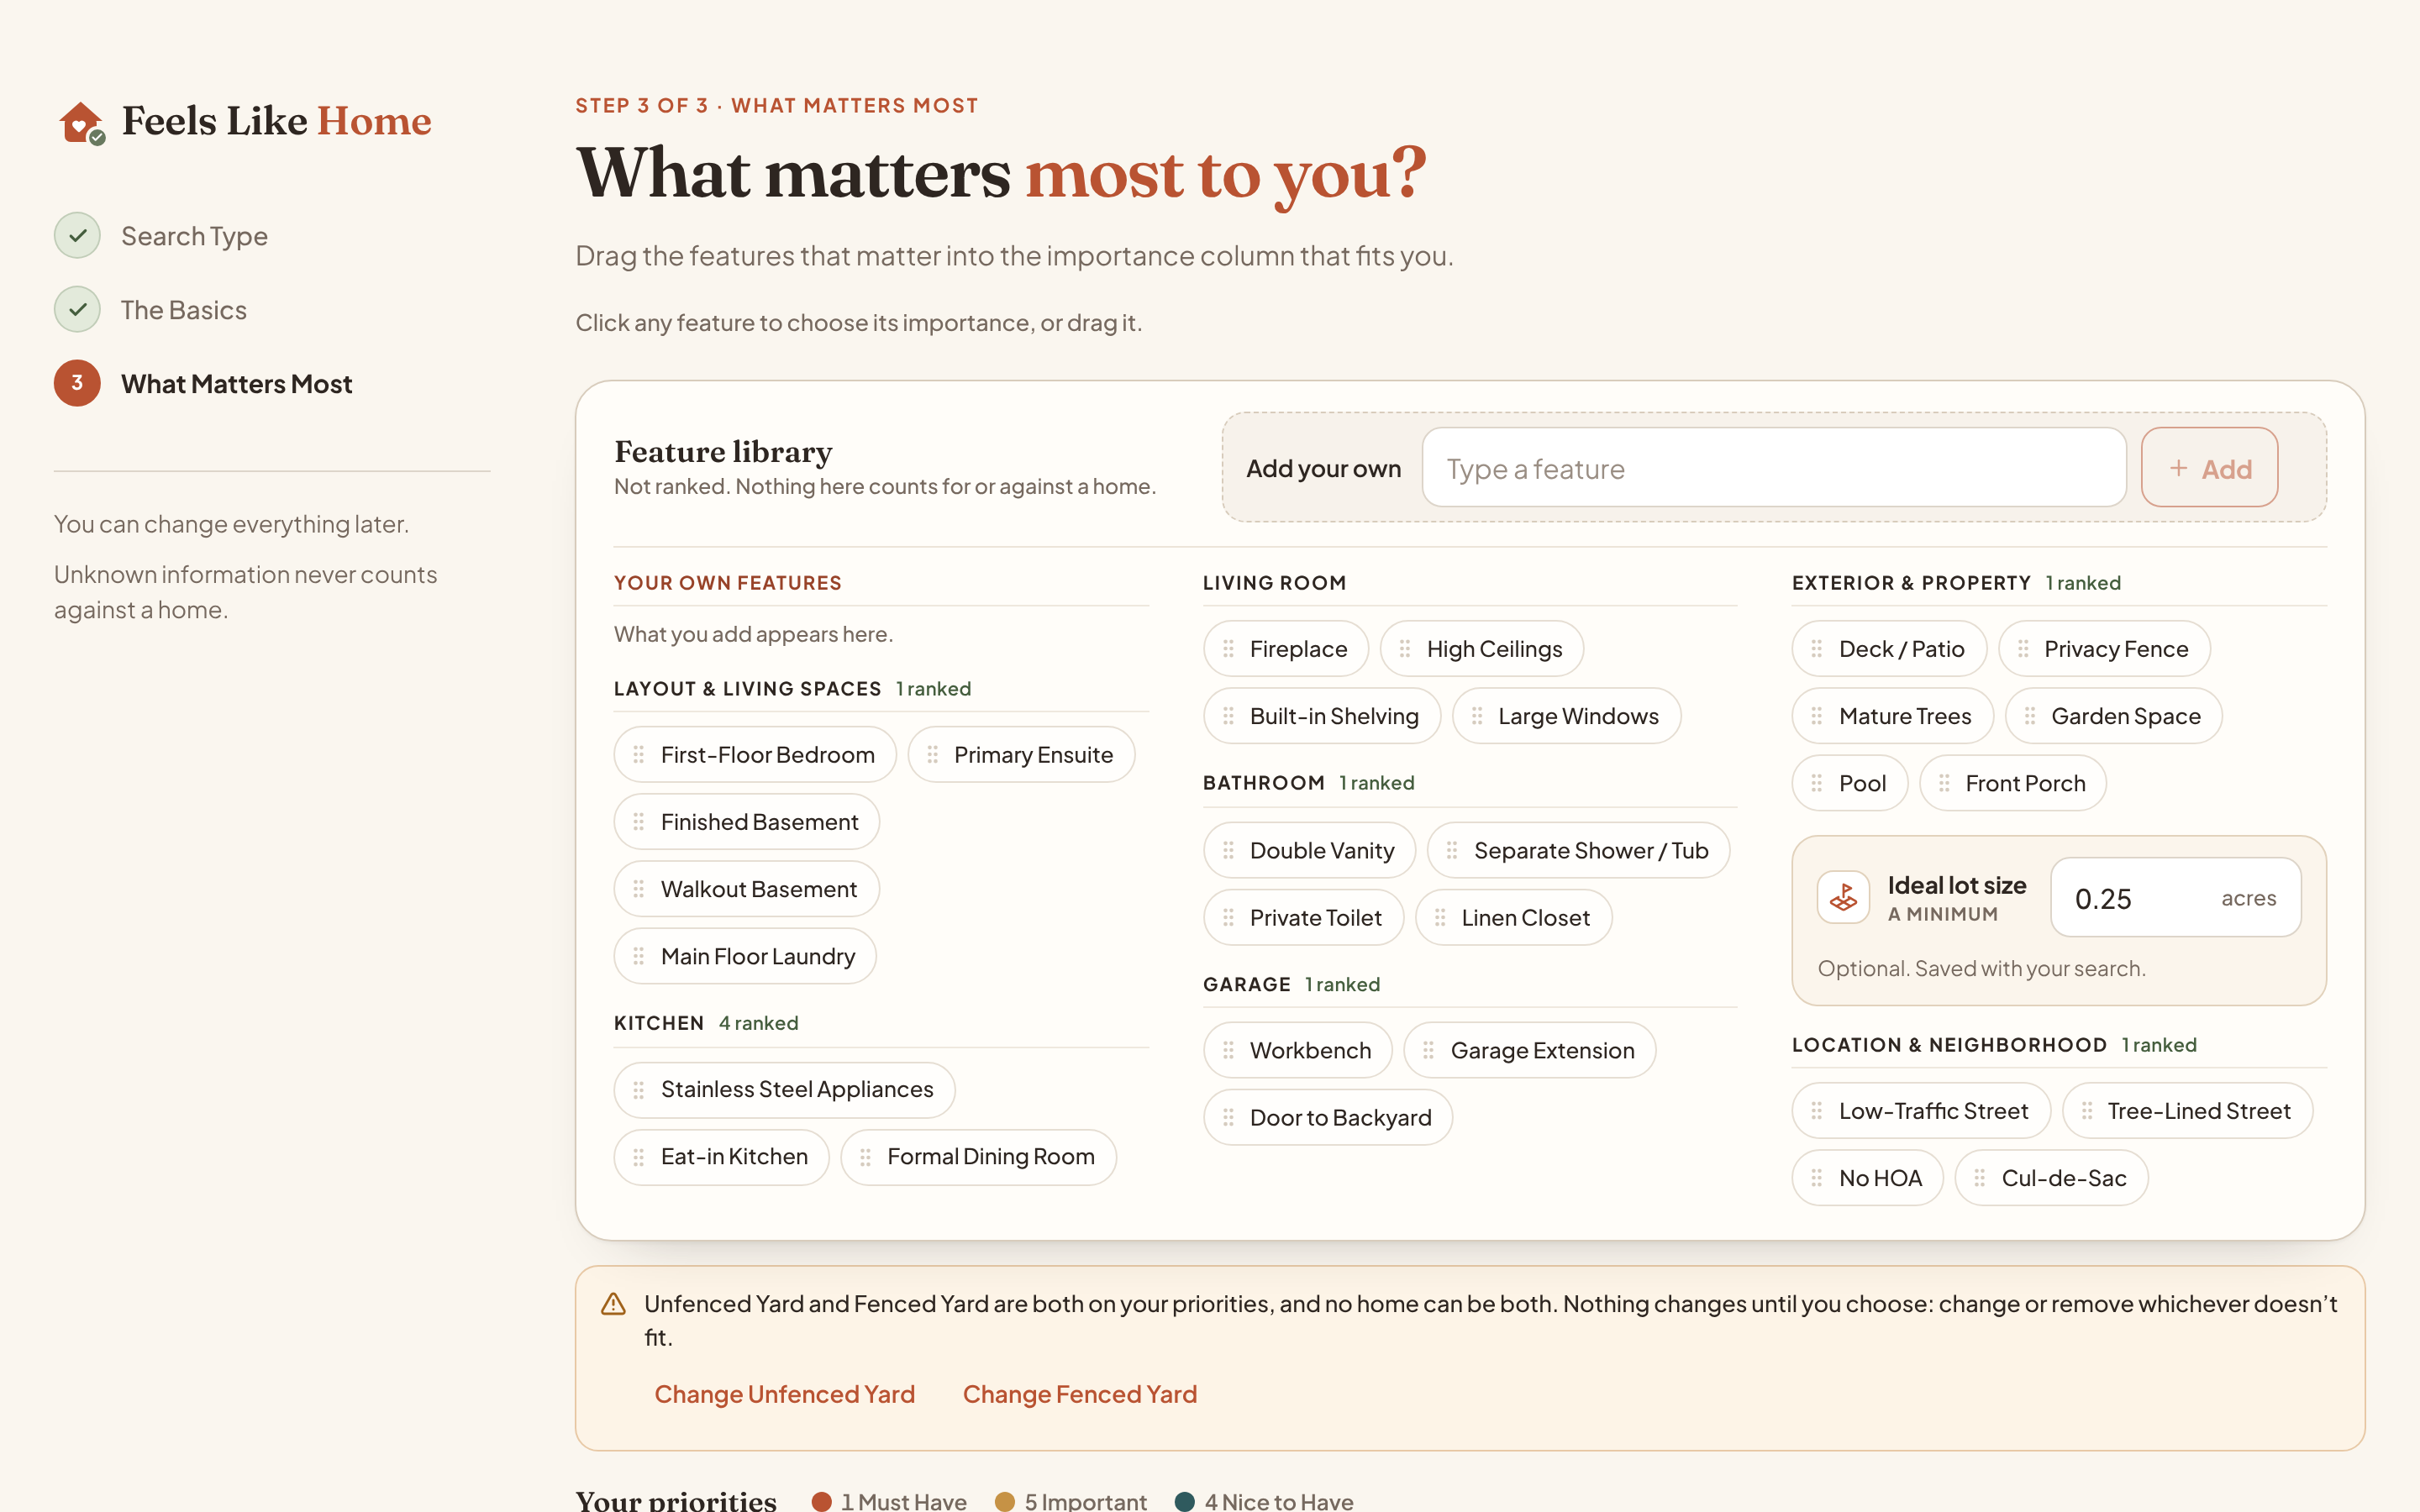 Feels Like Home
Search Type
The Basics
3 What Matters Most
You can change everything later.
Unknown information never counts
against a home.
STEP 3 OF 3 · WHAT MATTERS MOST
What matters most to you?
Drag the features that matter into the importance column that fits you.
Click any feature to choose its importance, or drag it.
Feature library
Not ranked. Nothing here counts for or against a home.
Add your own
Type a feature
+ Add
YOUR OWN FEATURES
What you add appears here.
LAYOUT & LIVING SPACES 1 ranked
First-Floor Bedroom
Primary Ensuite
Finished Basement
Walkout Basement
Main Floor Laundry
KITCHEN 4 ranked
Stainless Steel Appliances
Eat-in Kitchen
Formal Dining Room
LIVING ROOM
Fireplace
High Ceilings
Built-in Shelving
Large Windows
BATHROOM 1 ranked
Double Vanity
Separate Shower / Tub
Private Toilet
Linen Closet
GARAGE 1 ranked
Workbench
Garage Extension
Door to Backyard
EXTERIOR & PROPERTY 1 ranked
Deck / Patio
Privacy Fence
Mature Trees
Garden Space
Pool
Front Porch
Ideal lot size
A MINIMUM
0.25 acres
Optional. Saved with your search.
LOCATION & NEIGHBORHOOD 1 ranked
Low-Traffic Street
Tree-Lined Street
No HOA
Cul-de-Sac
Unfenced Yard and Fenced Yard are both on your priorities, and no home can be both. Nothing changes until you choose: change or remove whichever doesn’t
fit.
Change Unfenced Yard
Change Fenced Yard
Your priorities
1 Must Have
5 Important
4 Nice to Have